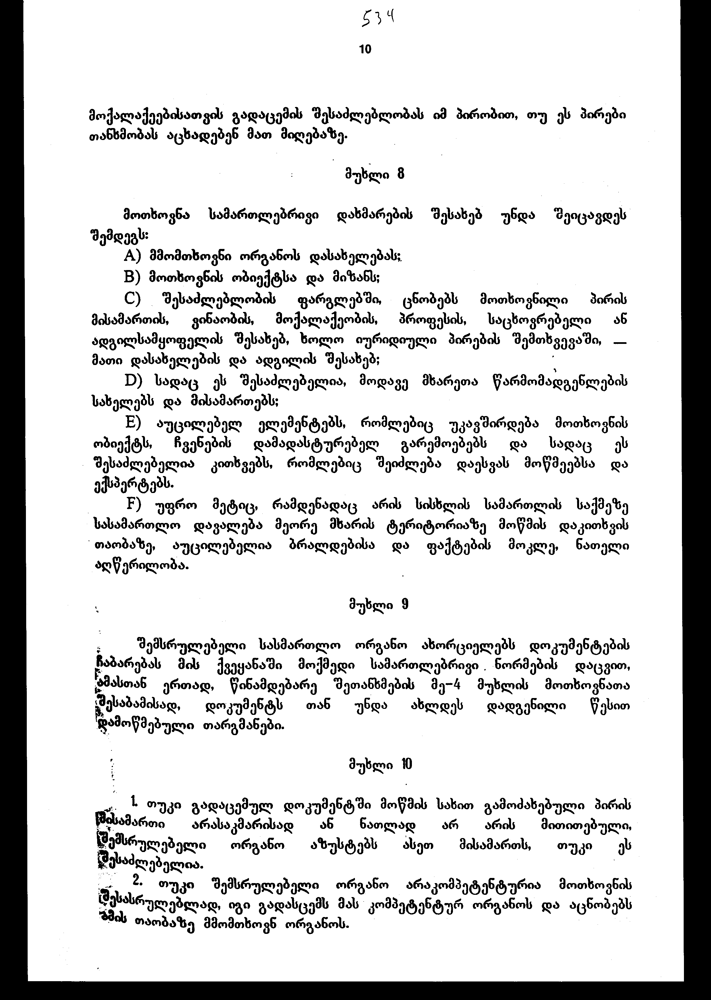 534
10
მოქალაქეებისათვის გადაცემის შესაძლებლობას იმ პირობით, თუ ეს პირები
თანხმობას აცხადებენ მათ მიღებაზე.
მუხლი 8
მოთხოვნა სამართლებრივი დახმარების შესახებ უნდა შეიცავდეს
შემდეგს:
A) მმომთხოვნი ორგანოს დასახელებას;
B) მოთხოვნის ობიექტსა და მიზანს;
C) შესაძლებლობის ფარგლებში, ცნობებს მოთხოვნილი პირის
მისამართის, ვინაობის, მოქალაქეობის, პროფესის, საცხოვრებელი ან
ადგილსამყოფელის შესახებ, ხოლო იურიდიული პირების შემთხვევაში, —
მათი დასახელების და ადგილის შესახებ;
D) სადაც ეს შესაძლებელია, მოდავე მხარეთა წარმომადგენლების
სახელებს და მისამართებს;
E) აუცილებელ ელემენტებს, რომლებიც უკავშირდება მოთხოვნის
ობიექტს, ჩვენების დამადასტურებელ გარემოებებს და სადაც ეს
შესაძლებელია კითხვებს, რომლებიც შეიძლება დაესვას მოწმეებსა და
ექსპერტებს.
F) უფრო მეტიც, რამდენადაც არის სისხლის სამართლის საქმეზე
სასამართლო დავალება მეორე მხარის ტერიტორიაზე მოწმის დაკითხვის
თაობაზე, აუცილებელია ბრალდებისა და ფაქტების მოკლე, ნათელი
აღწერილობა.
მუხლი 9
შემსრულებელი სასმართლო ორგანო ახორციელებს დოკუმენტების
ჩაბარებას მის ქვეყანაში მოქმედი სამართლებრივი ნორმების დაცვით,
ამასთან ერთად, წინამდებარე შეთანხმების მე-4 მუხლის მოთხოვნათა
შესაბამისად, დოკუმენტს თან უნდა ახლდეს დადგენილი წესით
დამოწმებული თარგმანები.
მუხლი 10
1. თუკი გადაცემულ დოკუმენტში მოწმის სახით გამოძახებული პირის
მისამართი არასაკმარისად ან ნათლად არ არის მითითებული,
შემსრულებელი ორგანო აზუსტებს ასეთ მისამართს, თუკი ეს
შესაძლებელია.
2. თუკი შემსრულებელი ორგანო არაკომპეტენტურია მოთხოვნის
შესასრულებლად, იგი გადასცემს მას კომპეტენტურ ორგანოს და აცნობებს
ამის თაობაზე მმომთხოვნ ორგანოს.